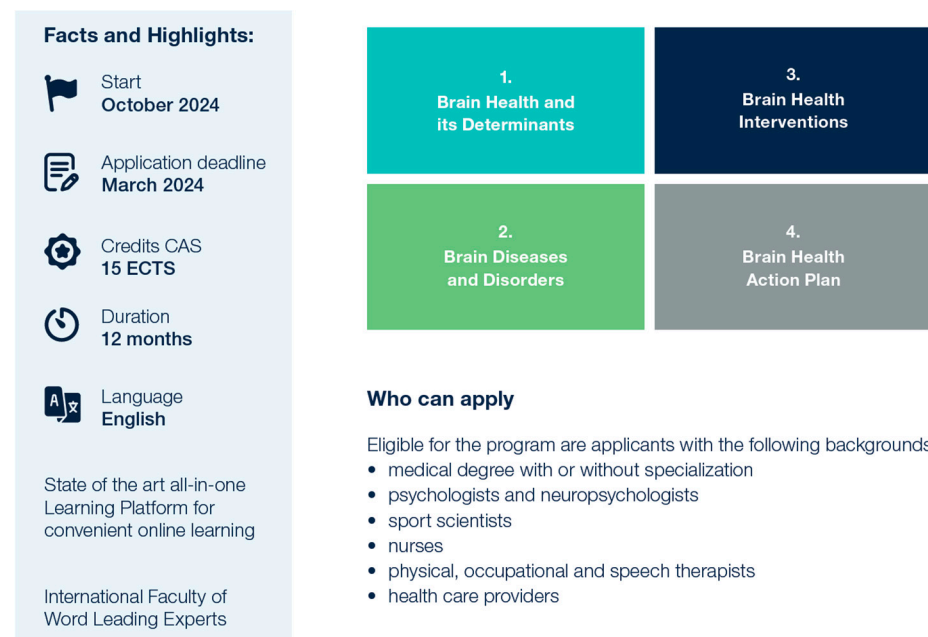 Facts and Highlights:
Start
October 2024
Application deadline
March 2024
Credits CAS
15 ECTS
Duration
12 months
Language
English
State of the art all-in-one
Learning Platform for
convenient online learning
International Faculty of
Word Leading Experts
1.
Brain Health and
its Determinants
3.
Brain Health
Interventions
2.
Brain Diseases
and Disorders
4.
Brain Health
Action Plan
Who can apply
Eligible for the program are applicants with the following backgrounds
• medical degree with or without specialization
• psychologists and neuropsychologists
• sport scientists
• nurses
• physical, occupational and speech therapists
• health care providers